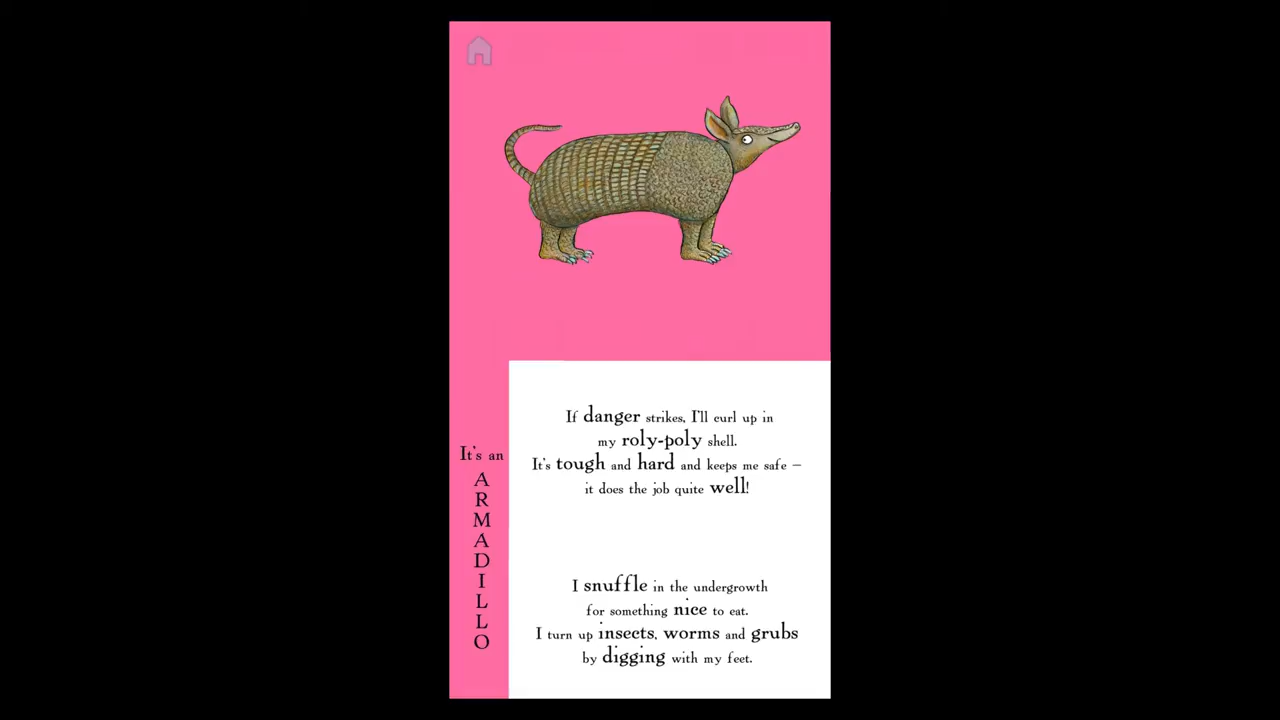 If danger strikes, I'll curl up in
my roly-poly shell.
It's tough and hard and keeps me safe –
it does the job quite well!
I snuffle in the undergrowth
for something nice to eat.
I turn up insects, worms and grubs
by digging with my feet.
It's an
ARMADILLO